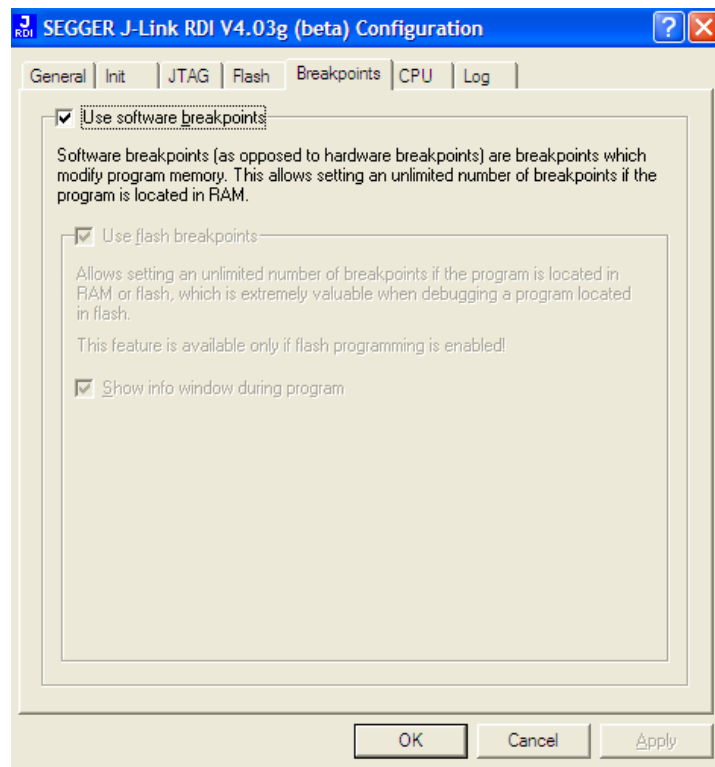 J
RDI
SEGGER J-Link RDI V4.03g (beta) Configuration
General Init JTAG Flash Breakpoints CPU Log
Use software breakpoints
Software breakpoints (as opposed to hardware breakpoints) are breakpoints which
modify program memory. This allows setting an unlimited number of breakpoints if the
program is located in RAM.
Use flash breakpoints
Allows setting an unlimited number of breakpoints if the program is located in
RAM or flash, which is extremely valuable when debugging a program located
in flash.
This feature is available only if flash programming is enabled!
Show info window during program
OK Cancel Apply